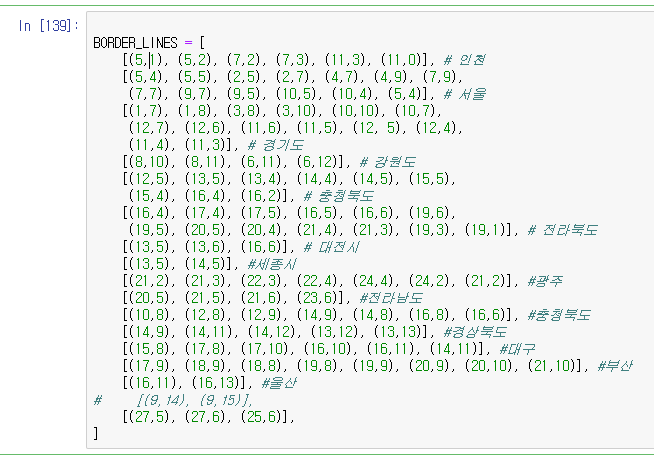 In [139]:
BORDER_LINES = [
    [(5,1), (5,2), (7,2), (7,3), (11,3), (11,0)], # 인천
    [(5,4), (5,5), (2,5), (2,7), (4,7), (4,9), (7,9),
     (7,7), (9,7), (9,5), (10,5), (10,4), (5,4)], # 서울
    [(1,7), (1,8), (3,8), (3,10), (10,10), (10,7),
     (12,7), (12,6), (11,6), (11,5), (12, 5), (12,4),
     (11,4), (11,3)], # 경기도
    [(8,10), (8,11), (6,11), (6,12)], # 강원도
    [(12,5), (13,5), (13,4), (14,4), (14,5), (15,5),
     (15,4), (16,4), (16,2)], # 충청북도
    [(16,4), (17,4), (17,5), (16,5), (16,6), (19,6),
     (19,5), (20,5), (20,4), (21,4), (21,3), (19,3), (19,1)], # 전라북도
    [(13,5), (13,6), (16,6)], # 대전시
    [(13,5), (14,5)], #세종시
    [(21,2), (21,3), (22,3), (22,4), (24,4), (24,2), (21,2)], #광주
    [(20,5), (21,5), (21,6), (23,6)], #전라남도
    [(10,8), (12,8), (12,9), (14,9), (14,8), (16,8), (16,6)], #충청북도
    [(14,9), (14,11), (14,12), (13,12), (13,13)], #경상북도
    [(15,8), (17,8), (17,10), (16,10), (16,11), (14,11)], #대구
    [(17,9), (18,9), (18,8), (19,8), (19,9), (20,9), (20,10), (21,10)], #부산
    [(16,11), (16,13)], #울산
#     [(9,14), (9,15)],
    [(27,5), (27,6), (25,6)],
]